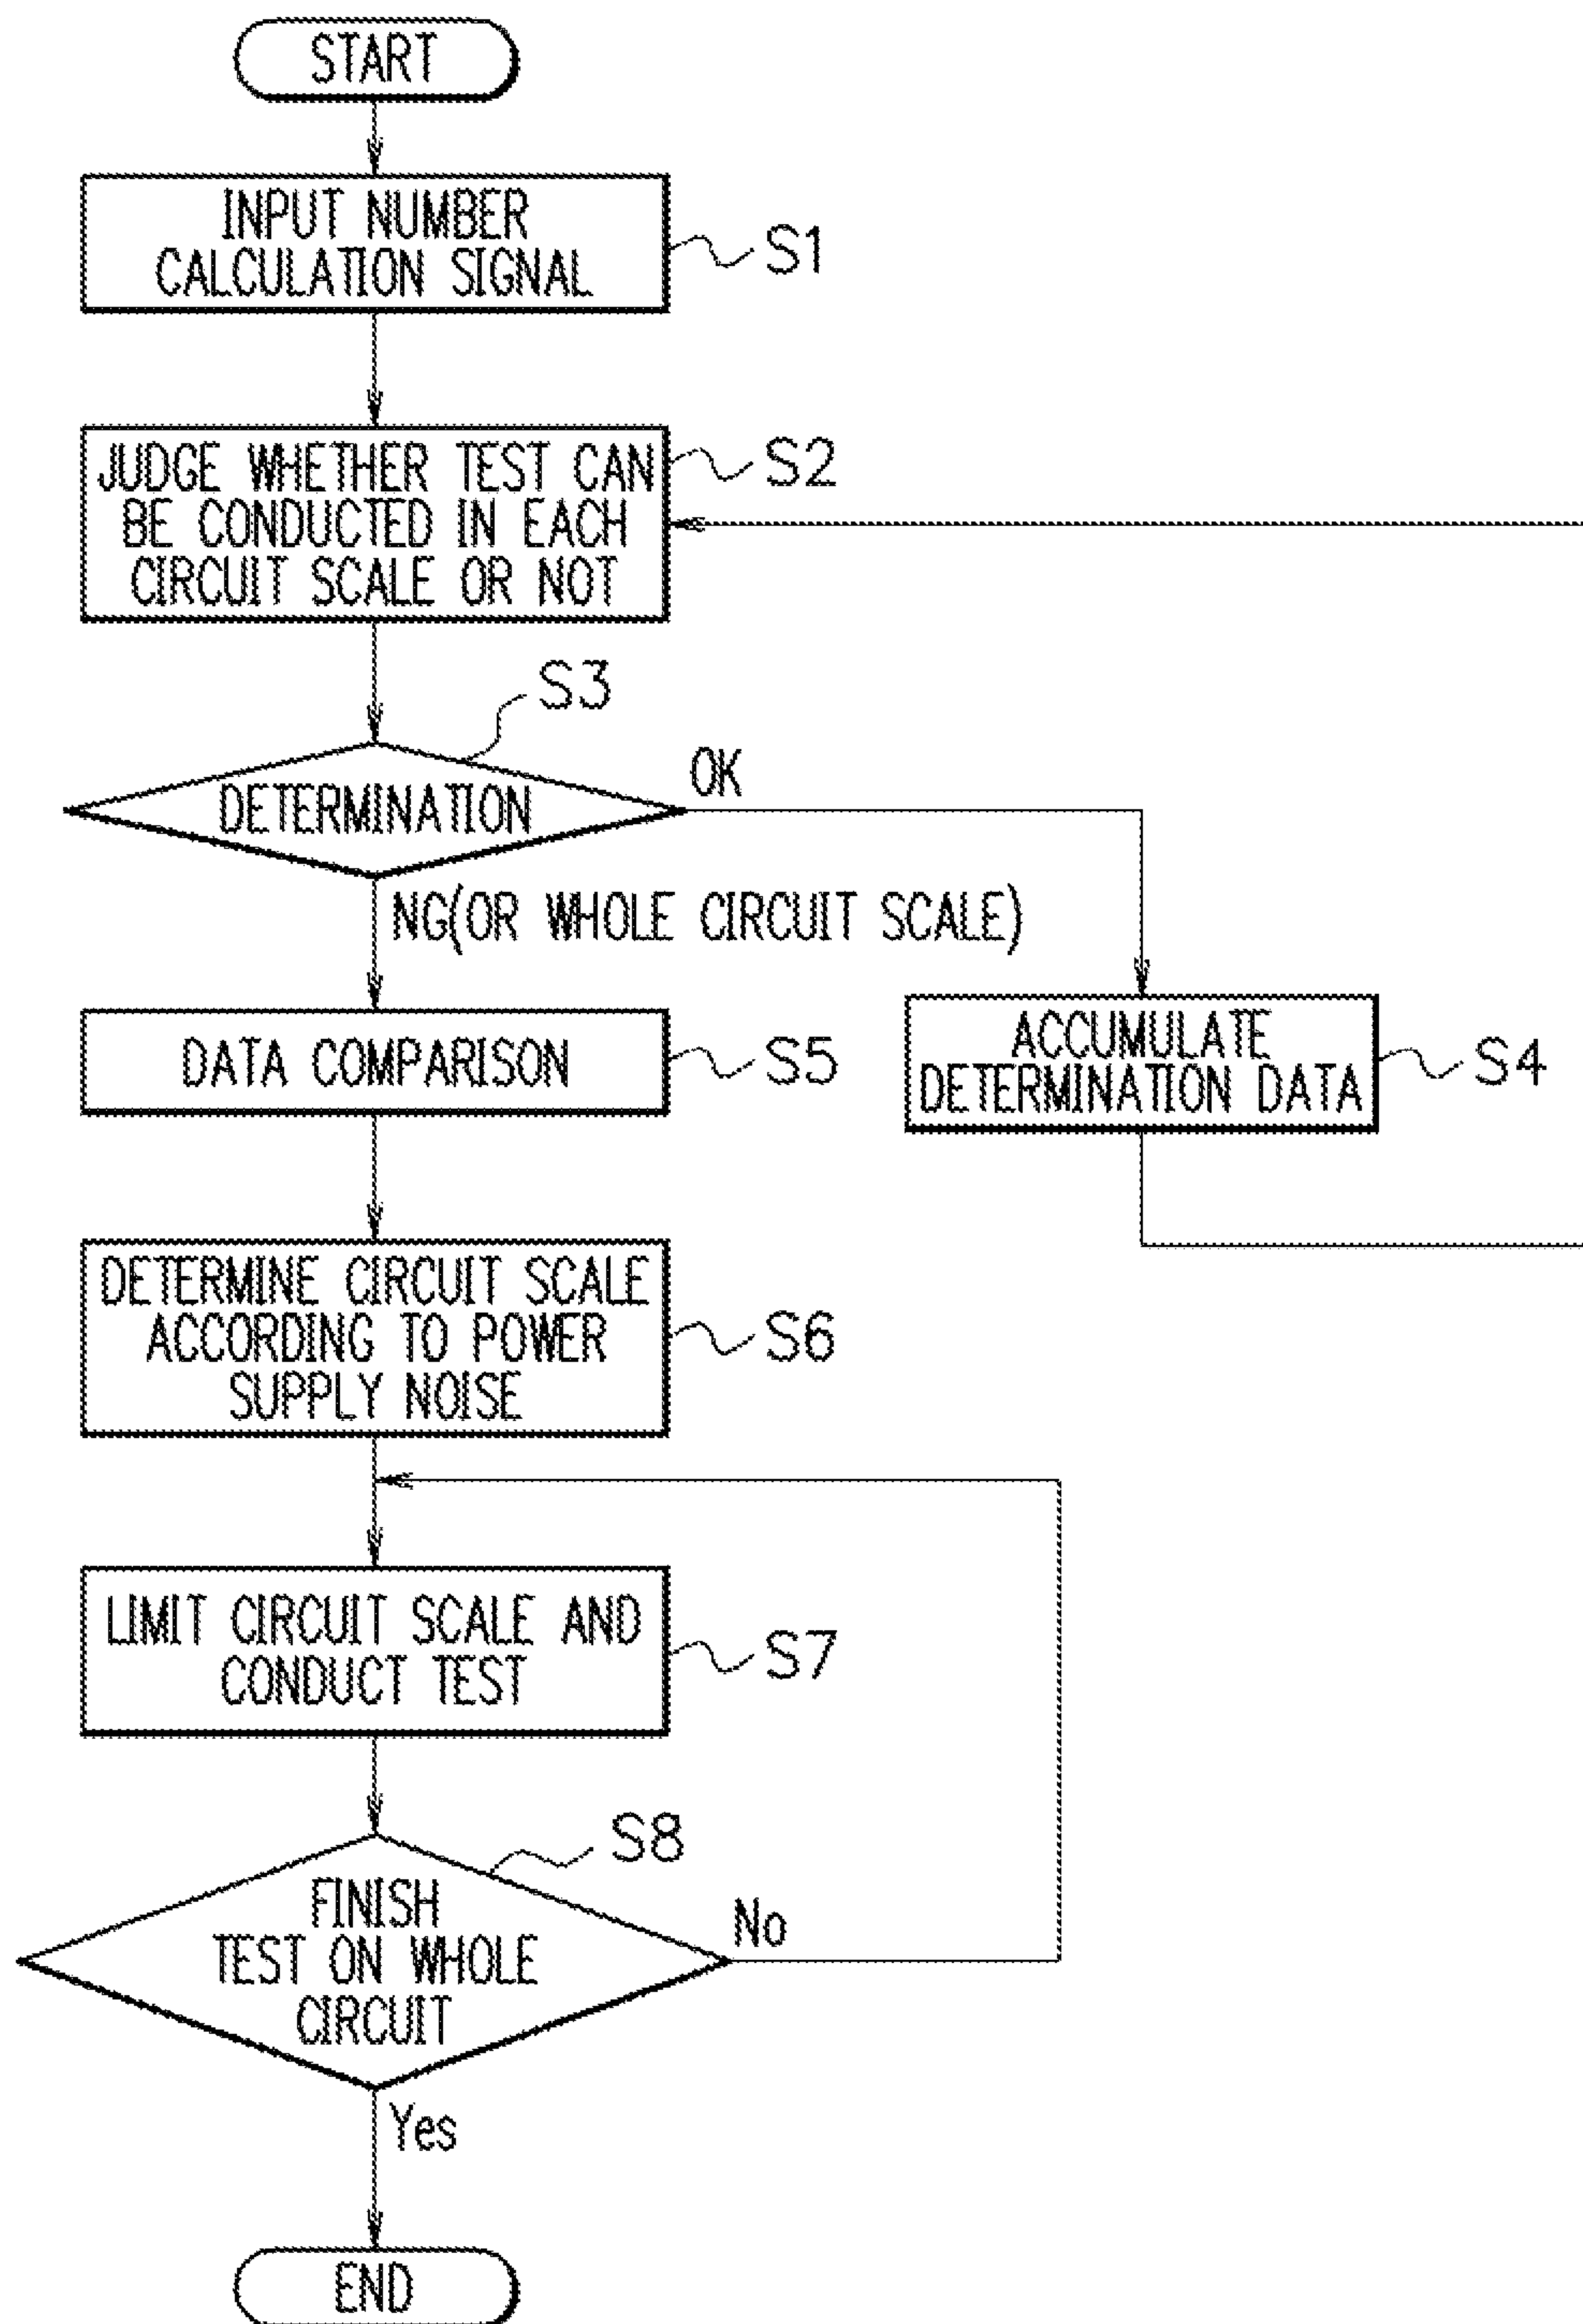 START
INPUT NUMBER
CALCULATION SIGNAL
S1
JUDGE WHETHER TEST CAN
BE CONDUCTED IN EACH
CIRCUIT SCALE OR NOT
S2
S3
DETERMINATION
OK
NG(OR WHOLE CIRCUIT SCALE)
ACCUMULATE
DETERMINATION DATA
S4
DATA COMPARISON
S5
DETERMINE CIRCUIT SCALE
ACCORDING TO POWER
SUPPLY NOISE
S6
LIMIT CIRCUIT SCALE AND
CONDUCT TEST
S7
S8
FINISH
TEST ON WHOLE
CIRCUIT
No
Yes
END